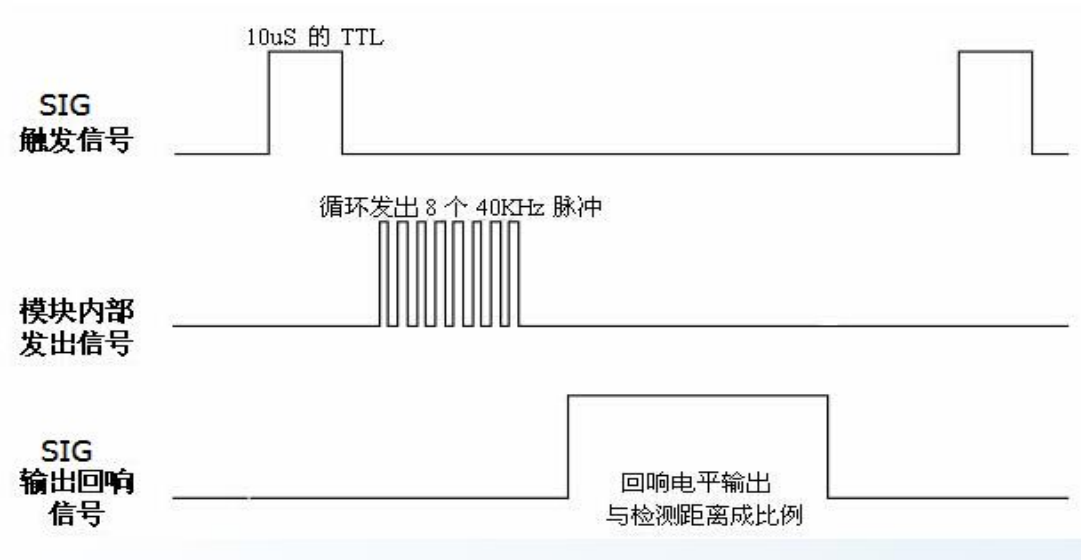 10uS 的 TTL
SIG
触发信号
循环发出 8 个 40KHz 脉冲
模块内部
发出信号
SIG
输出回响
信号
回响电平输出
与检测距离成比例